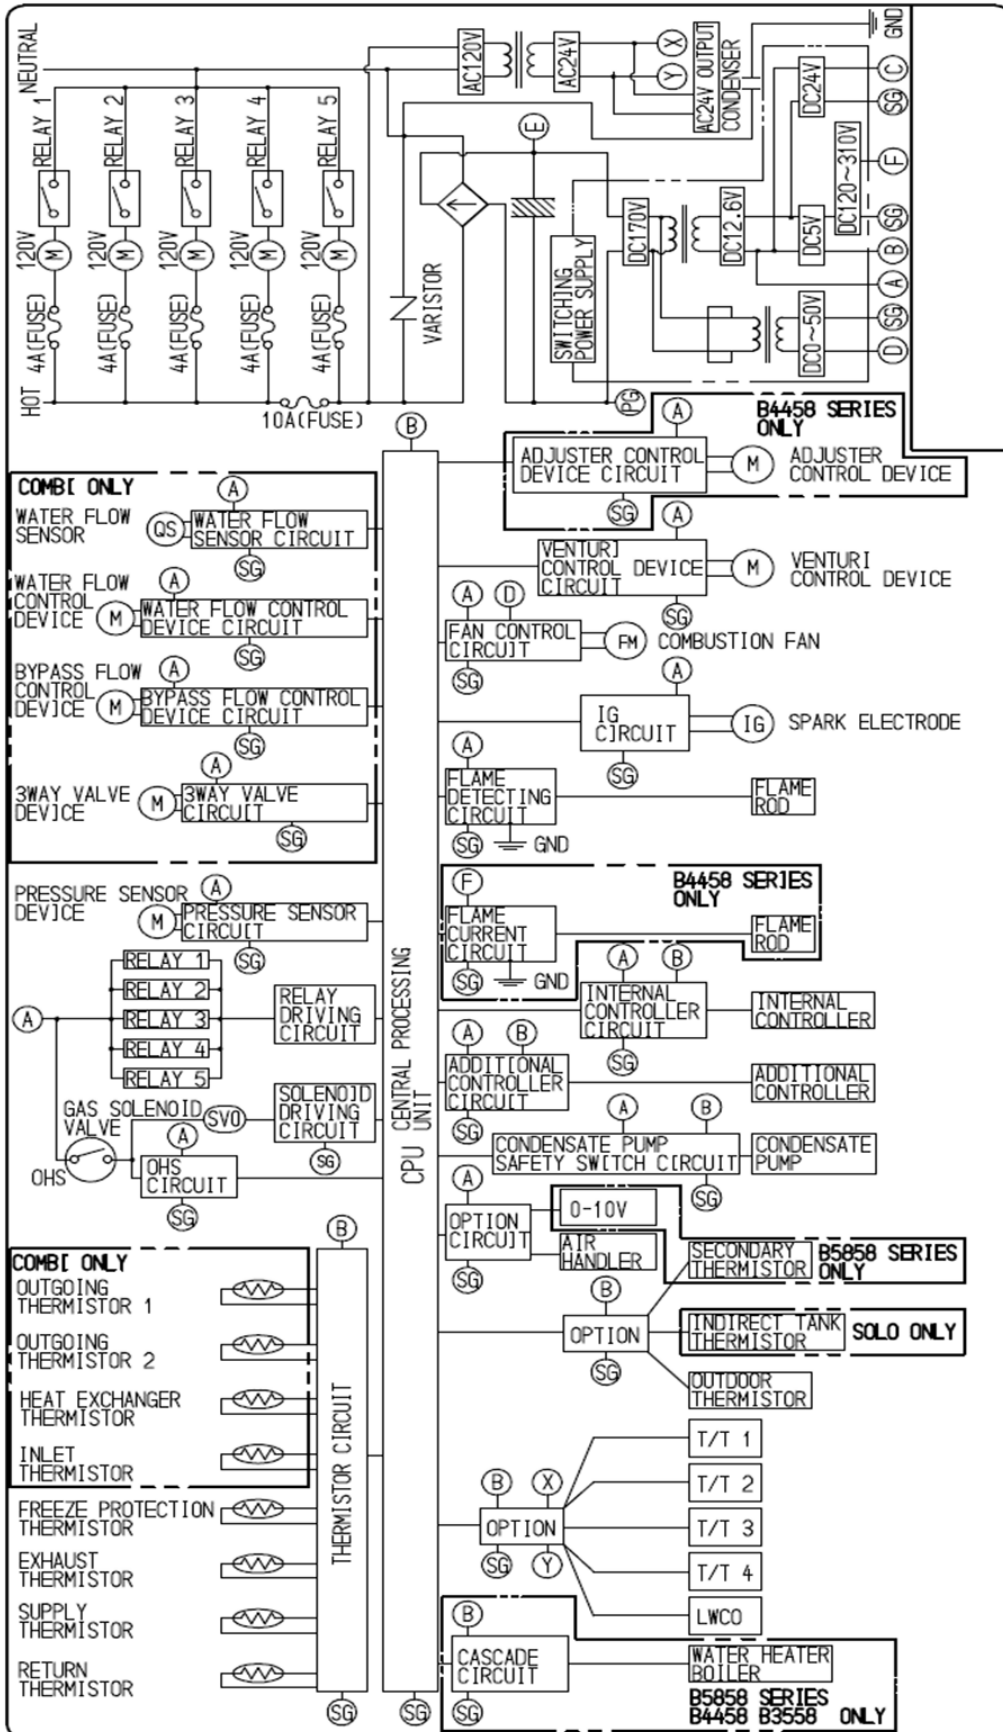 NEUTRAL
RELAY 1
RELAY 2
RELAY 3
RELAY 4
RELAY 5
120V
120V
120V
120V
120V
M
M
M
M
M
4A(FUSE)
4A(FUSE)
4A(FUSE)
4A(FUSE)
4A(FUSE)
HOT
10A(FUSE)
VARISTOR
AC120V
AC24V
X
Y
AC24V OUTPUT
CONDENSER
GND
E
SWITCHING
POWER SUPPLY
DC170V
DC12.6V
DC24V
DC120~310V
DC5V
DC0~50V
C
SG
F
SG
B
A
SG
D
PG
B
CPU CENTRAL PROCESSING
UNIT
SG
COMBI ONLY
WATER FLOW
SENSOR
QS
A
WATER FLOW
SENSOR CIRCUIT
SG
WATER FLOW
CONTROL
DEVICE
M
A
WATER FLOW CONTROL
DEVICE CIRCUIT
SG
BYPASS FLOW
CONTROL
DEVICE
M
A
BYPASS FLOW CONTROL
DEVICE CIRCUIT
SG
3WAY VALVE
DEVICE
M
A
3WAY VALVE
CIRCUIT
SG
PRESSURE SENSOR
DEVICE
M
A
PRESSURE SENSOR
CIRCUIT
SG
A
RELAY 1
RELAY 2
RELAY 3
RELAY 4
RELAY 5
RELAY
DRIVING
CIRCUIT
GAS SOLENOID
VALVE
SV0
SOLENOID
DRIVING
CIRCUIT
SG
OHS
A
OHS
CIRCUIT
SG
COMBI ONLY
OUTGOING
THERMISTOR 1
OUTGOING
THERMISTOR 2
HEAT EXCHANGER
THERMISTOR
INLET
THERMISTOR
FREEZE PROTECTION
THERMISTOR
EXHAUST
THERMISTOR
SUPPLY
THERMISTOR
RETURN
THERMISTOR
B
THERMISTOR CIRCUIT
SG
B4458 SERIES
ONLY
A
ADJUSTER CONTROL
DEVICE CIRCUIT
SG
M
ADJUSTER
CONTROL DEVICE
A
VENTURI
CONTROL DEVICE
CIRCUIT
SG
M
VENTURI
CONTROL DEVICE
A
D
FAN CONTROL
CIRCUIT
SG
FM
COMBUSTION FAN
A
IG
CIRCUIT
SG
IG
SPARK ELECTRODE
A
FLAME
DETECTING
CIRCUIT
SG
GND
FLAME
ROD
B4458 SERIES
ONLY
F
FLAME
CURRENT
CIRCUIT
SG
GND
FLAME
ROD
A
B
INTERNAL
CONTROLLER
CIRCUIT
SG
INTERNAL
CONTROLLER
A
B
ADDITIONAL
CONTROLLER
CIRCUIT
SG
ADDITIONAL
CONTROLLER
A
B
CONDENSATE PUMP
SAFETY SWITCH CIRCUIT
SG
CONDENSATE
PUMP
A
OPTION
CIRCUIT
SG
0-10V
AIR
HANDLER
B5858 SERIES
ONLY
SECONDARY
THERMISTOR
B
OPTION
SG
INDIRECT TANK
THERMISTOR
SOLO ONLY
OUTDOOR
THERMISTOR
B
X
OPTION
SG
Y
T/T 1
T/T 2
T/T 3
T/T 4
LWCO
B
CASCADE
CIRCUIT
SG
WATER HEATER
BOILER
B5858 SERIES
B4458 B3558 ONLY